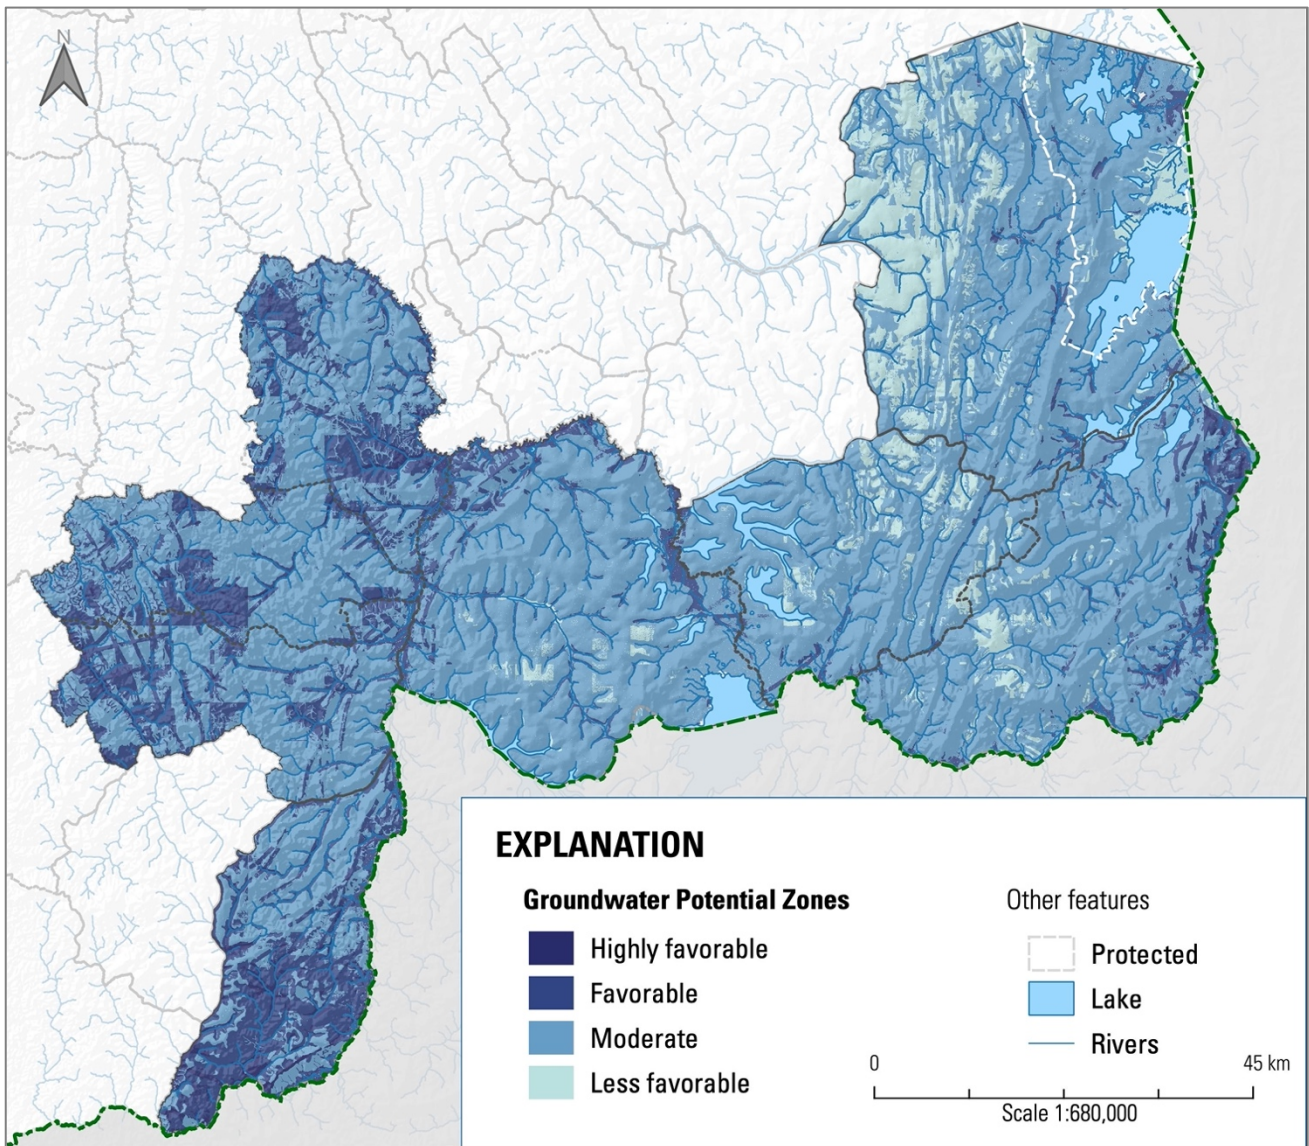 N
EXPLANATION
Groundwater Potential Zones
Highly favorable
Favorable
Moderate
Less favorable
Other features
Protected
Lake
Rivers
0 45 km
Scale 1:680,000